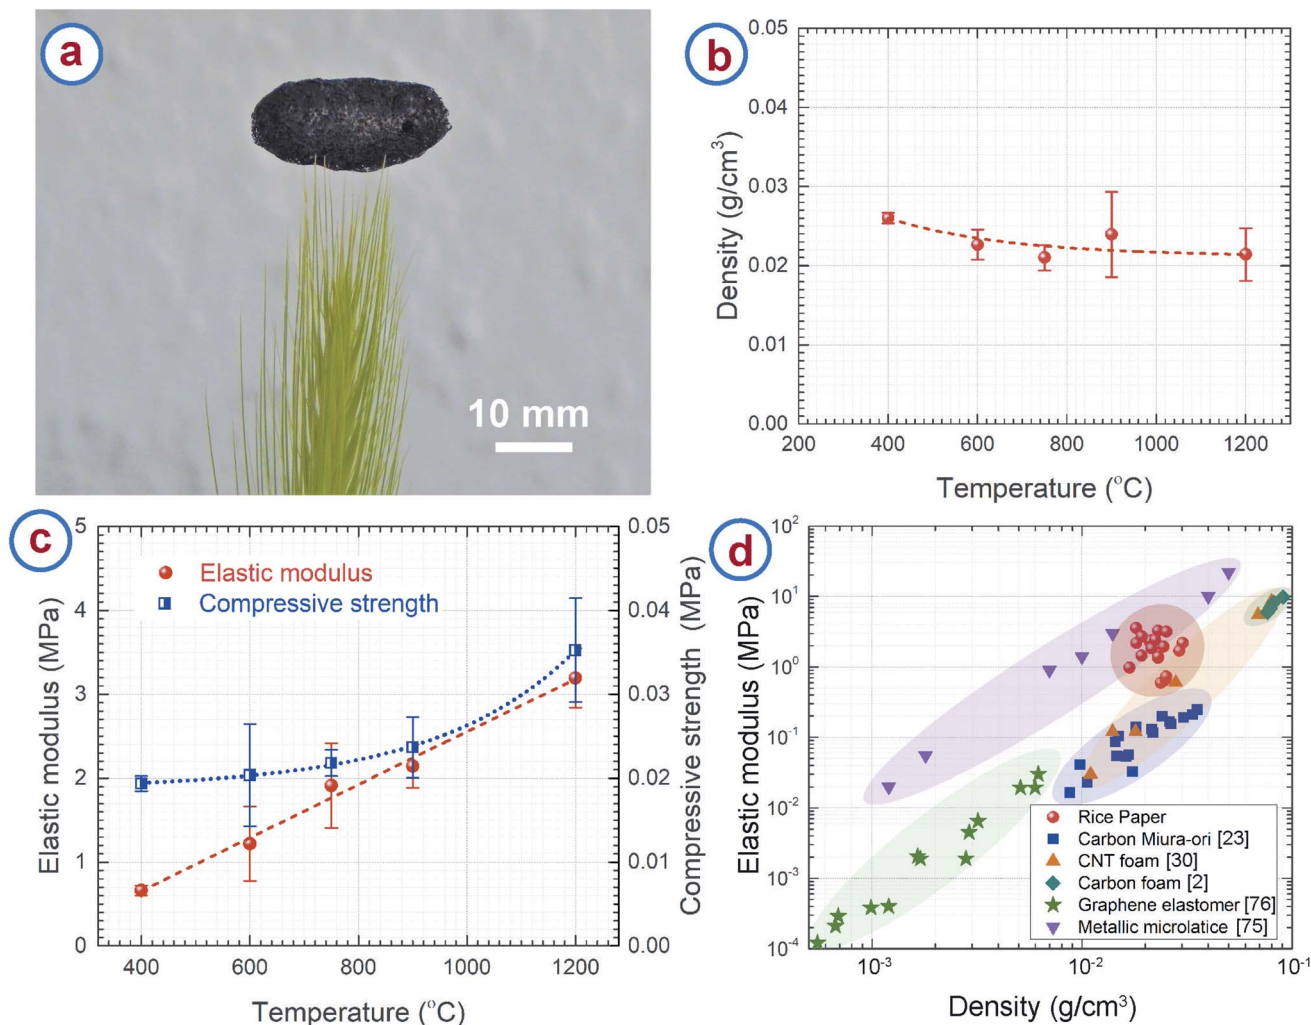 a
10 mm
b
0.05
0.04
0.03
0.02
0.01
0.00
Density (g/cm³)
200 400 600 800 1000 1200
Temperature (°C)
c
5
4
3
2
1
0
Elastic modulus (MPa)
Elastic modulus
Compressive strength
0.05
0.04
0.03
0.02
0.01
0.00
Compressive strength (MPa)
400 600 800 1000 1200
Temperature (°C)
d
10²
10¹
10⁰
10⁻¹
10⁻²
10⁻³
10⁻⁴
Elastic modulus (MPa)
Rice Paper
Carbon Miura-ori [23]
CNT foam [30]
Carbon foam [2]
Graphene elastomer [76]
Metallic microlatice [75]
10⁻³ 10⁻² 10⁻¹
Density (g/cm³)